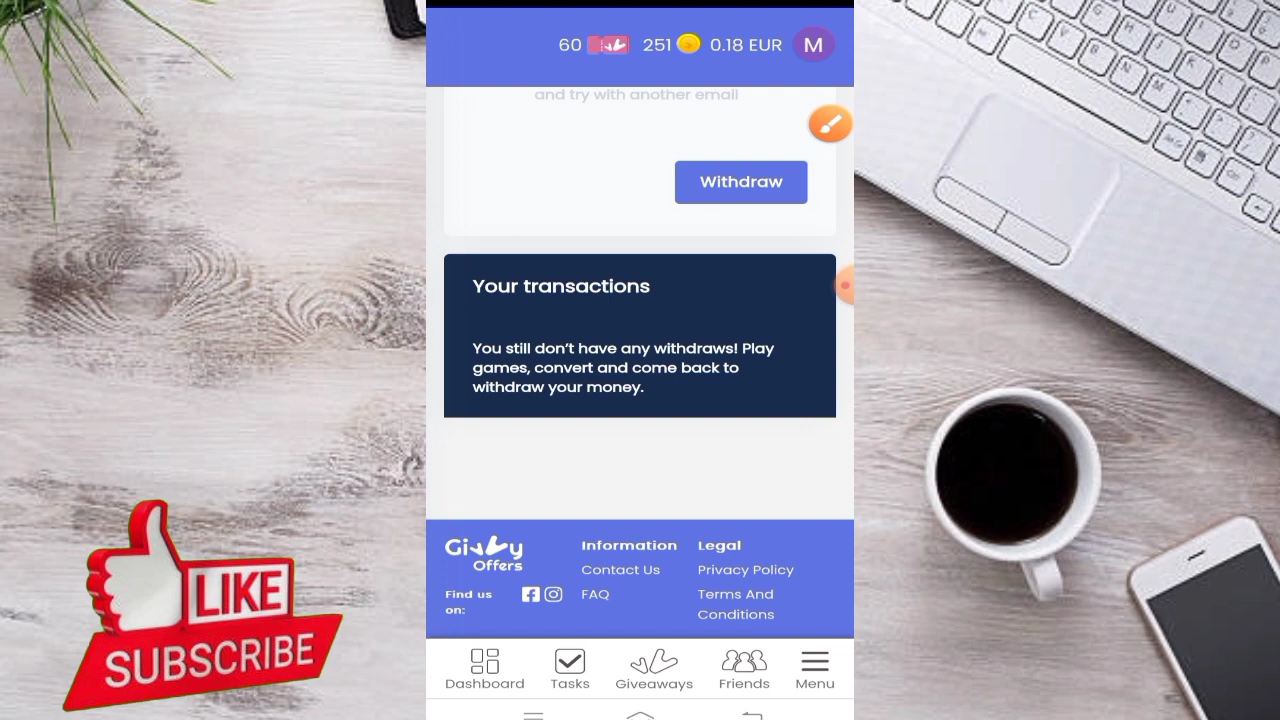 60 251 0.18 EUR M
and try with another email
Withdraw
Your transactions
You still don't have any withdraws! Play
games, convert and come back to
withdraw your money.
Givvy
Offers
Find us
on:
Information
Contact Us
FAQ
Legal
Privacy Policy
Terms And
Conditions
Dashboard Tasks Giveaways Friends Menu
LIKE
SUBSCRIBE